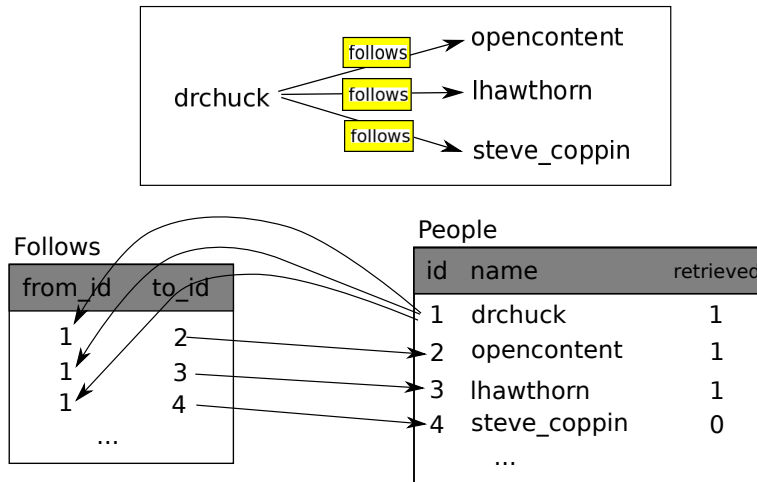 opencontent
follows
drchuck follows lhawthorn
follows
steve_coppin
People
Follows
id name retrieved
from_id to_id
1 drchuck 1
1 2
2 opencontent 1
1 3
3 lhawthorn 1
1 4
4 steve_coppin 0
...
...